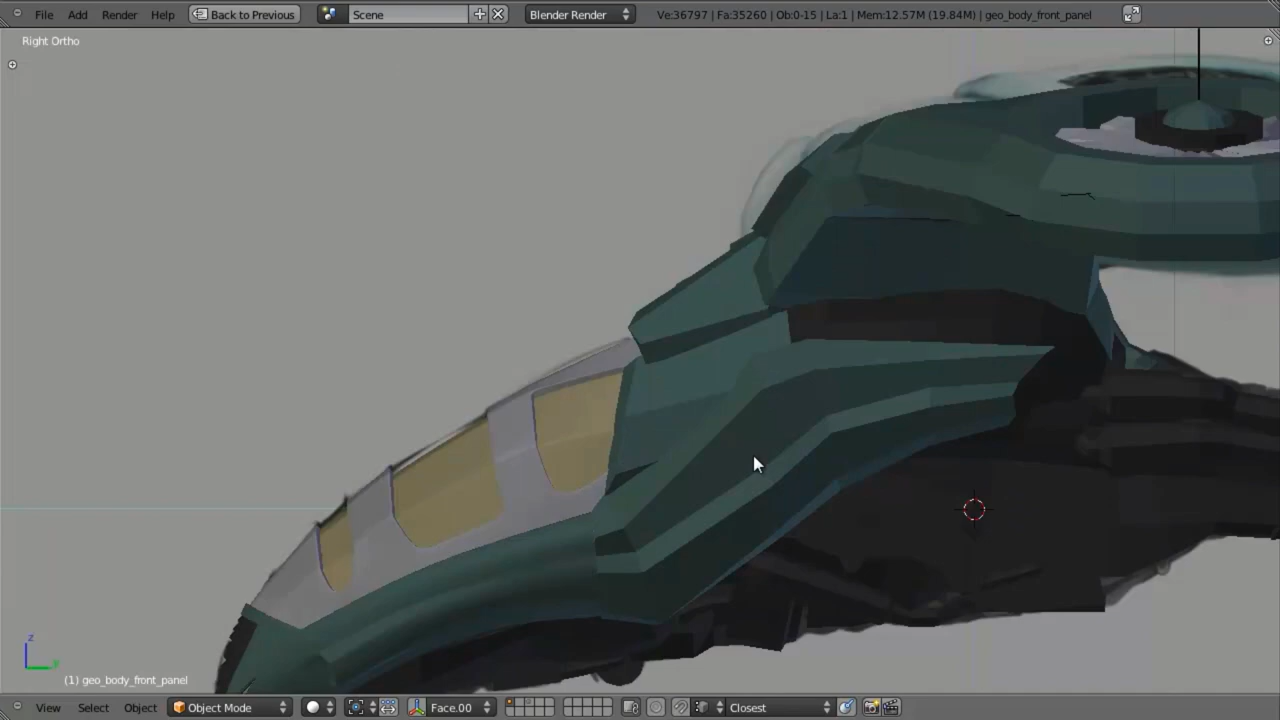 File Add Render Help Back to Previous Scene Blender Render Ve:36797 | Fa:35260 | Ob:0-15 | La:1 | Mem:12.57M (19.84M) | geo_body_front_panel
Right Ortho
z
y
(1) geo_body_front_panel
View Select Object Object Mode Face.00 Closest